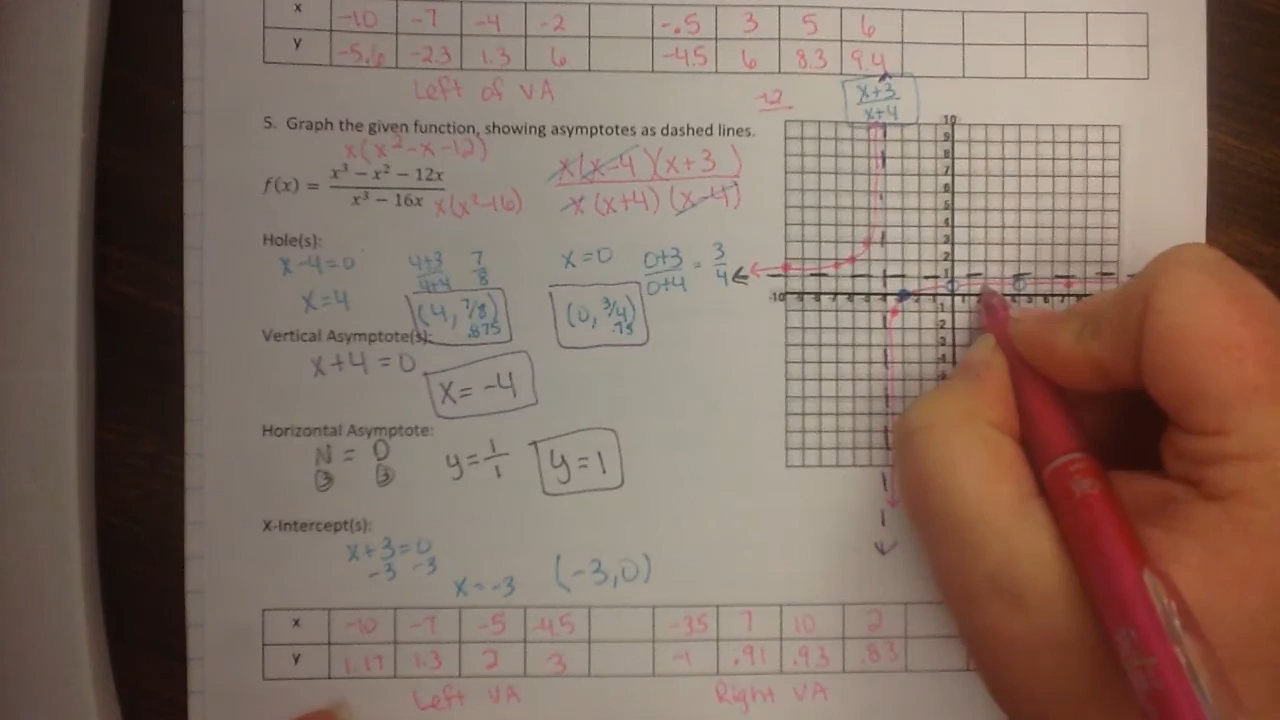 x -10 -7 -4 -2 -.5 3 5 6
y -5.6 -2.3 1.3 6 -4.5 6 8.3 9.4
Left of VA
-12
x+3
x+4
5. Graph the given function, showing asymptotes as dashed lines.
x(x²-x-12)
x(x-4)(x+3)
x(x+4)(x-4)
f(x) = x³ − x² − 12x
x³ − 16x x(x²-16)
Hole(s):
x-4=0
x=4
4+3 7
4+4 8
(4, 7/8)
.875
x=0
0+3 = 3
0+4 4
(0, 3/4)
.75
Vertical Asymptote(s):
x+4=0
x=-4
Horizontal Asymptote:
N = D
3 3
y=1/1
y=1
X-Intercept(s):
x+3=0
-3 -3
x=-3 (-3,0)
x -10 -7 -5 -4.5 -3.5 7 10 2
y 1.17 1.3 2 3 -1 .91 .93 .83
Left VA Right VA